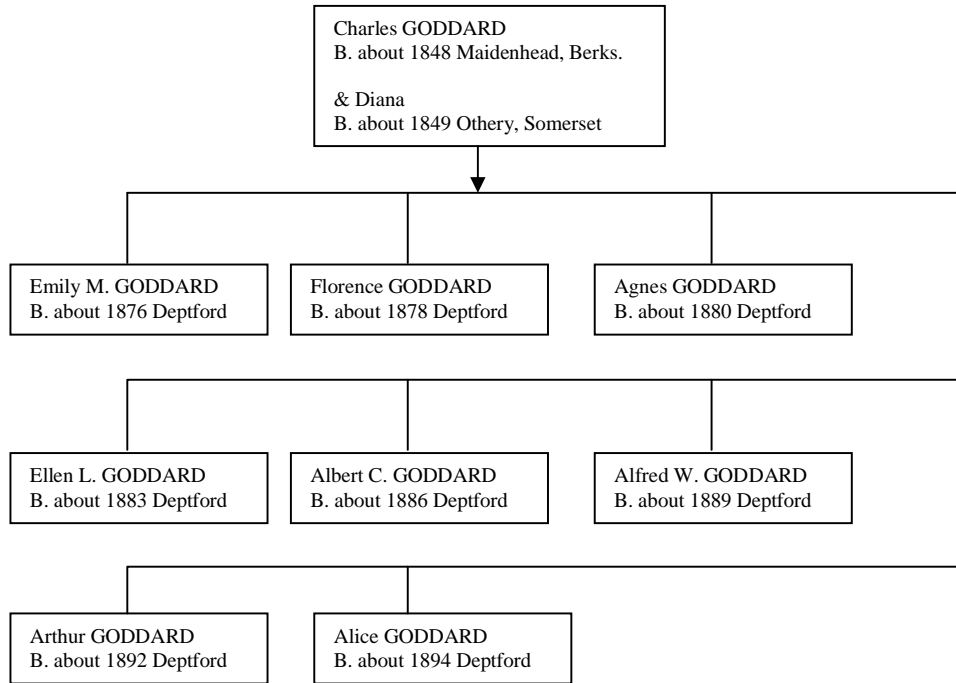 Charles GODDARD
B. about 1848 Maidenhead, Berks.
& Diana
B. about 1849 Othery, Somerset
Emily M. GODDARD
B. about 1876 Deptford
Florence GODDARD
B. about 1878 Deptford
Agnes GODDARD
B. about 1880 Deptford
Ellen L. GODDARD
B. about 1883 Deptford
Albert C. GODDARD
B. about 1886 Deptford
Alfred W. GODDARD
B. about 1889 Deptford
Arthur GODDARD
B. about 1892 Deptford
Alice GODDARD
B. about 1894 Deptford